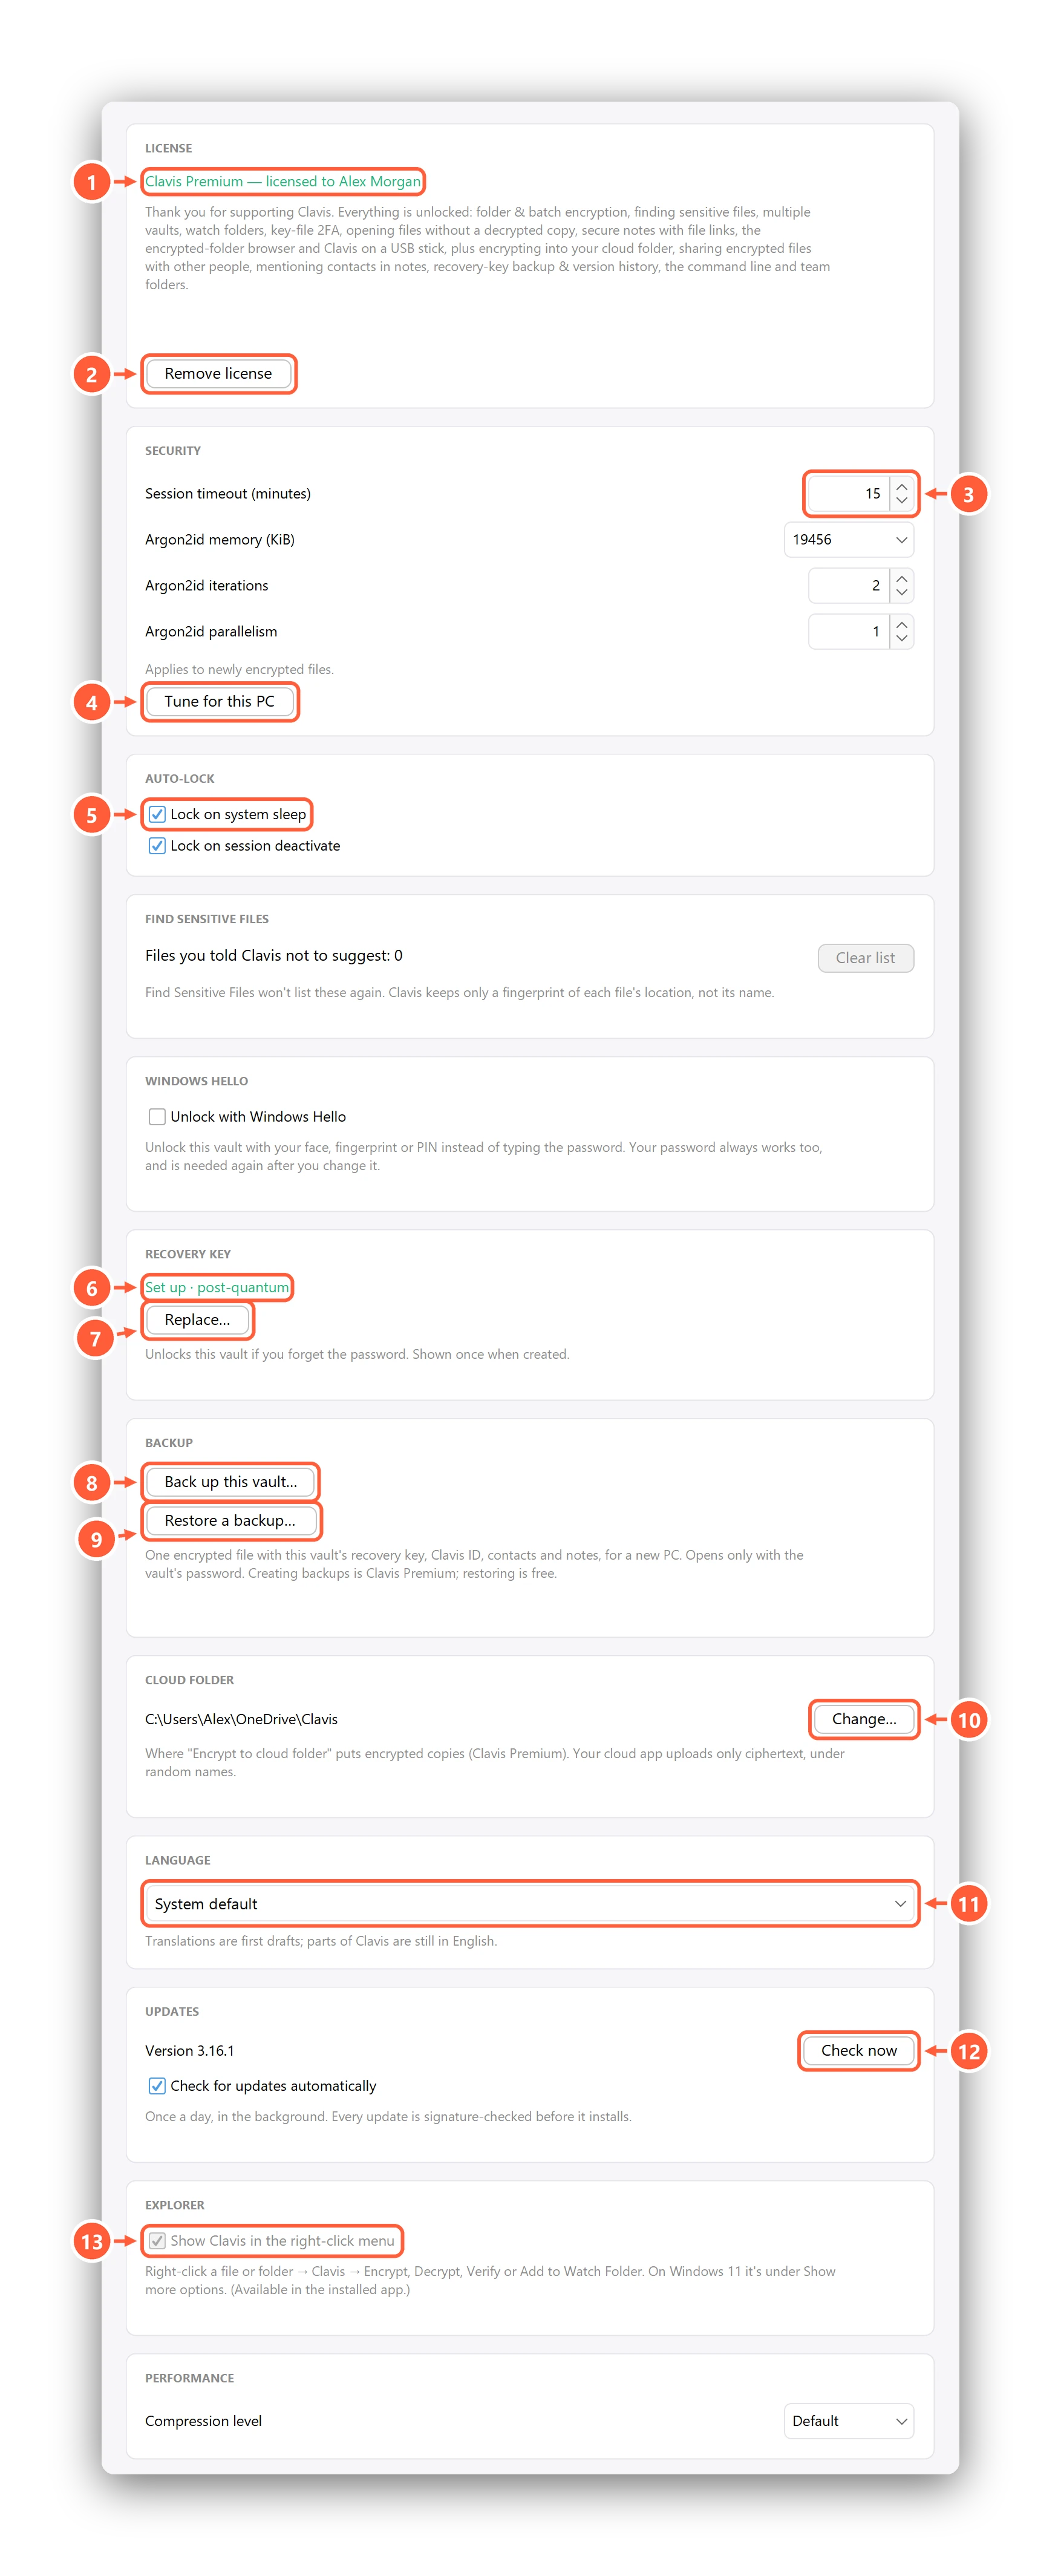 LICENSE
1
Clavis Premium — licensed to Alex Morgan
Thank you for supporting Clavis. Everything is unlocked: folder & batch encryption, finding sensitive files, multiple
vaults, watch folders, key-file 2FA, opening files without a decrypted copy, secure notes with file links, the
encrypted-folder browser and Clavis on a USB stick, plus encrypting into your cloud folder, sharing encrypted files
with other people, mentioning contacts in notes, recovery-key backup & version history, the command line and team
folders.
2
Remove license
SECURITY
Session timeout (minutes)
15
3
Argon2id memory (KiB)
19456
Argon2id iterations
2
Argon2id parallelism
1
Applies to newly encrypted files.
4
Tune for this PC
AUTO-LOCK
5
Lock on system sleep
Lock on session deactivate
FIND SENSITIVE FILES
Files you told Clavis not to suggest: 0
Clear list
Find Sensitive Files won't list these again. Clavis keeps only a fingerprint of each file's location, not its name.
WINDOWS HELLO
Unlock with Windows Hello
Unlock this vault with your face, fingerprint or PIN instead of typing the password. Your password always works too,
and is needed again after you change it.
RECOVERY KEY
6
Set up · post-quantum
7
Replace...
Unlocks this vault if you forget the password. Shown once when created.
BACKUP
8
Back up this vault...
9
Restore a backup...
One encrypted file with this vault's recovery key, Clavis ID, contacts and notes, for a new PC. Opens only with the
vault's password. Creating backups is Clavis Premium; restoring is free.
CLOUD FOLDER
C:\Users\Alex\OneDrive\Clavis
Change...
10
Where "Encrypt to cloud folder" puts encrypted copies (Clavis Premium). Your cloud app uploads only ciphertext, under
random names.
LANGUAGE
System default
11
Translations are first drafts; parts of Clavis are still in English.
UPDATES
Version 3.16.1
Check now
12
Check for updates automatically
Once a day, in the background. Every update is signature-checked before it installs.
EXPLORER
13
Show Clavis in the right-click menu
Right-click a file or folder → Clavis → Encrypt, Decrypt, Verify or Add to Watch Folder. On Windows 11 it's under Show
more options. (Available in the installed app.)
PERFORMANCE
Compression level
Default